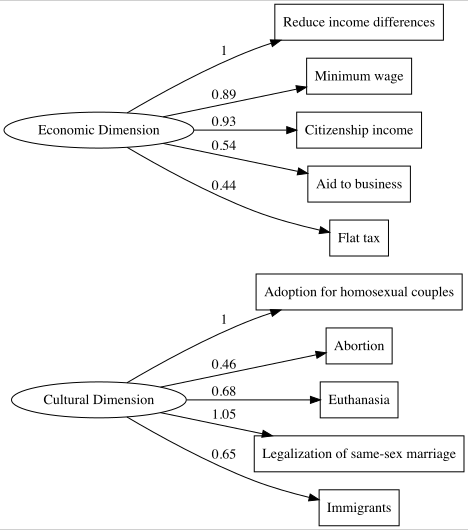 Reduce income differences
1
Minimum wage
0.89
Economic Dimension
0.93
Citizenship income
0.54
Aid to business
0.44
Flat tax
Adoption for homosexual couples
1
Abortion
0.46
Cultural Dimension
0.68
Euthanasia
1.05
Legalization of same-sex marriage
0.65
Immigrants